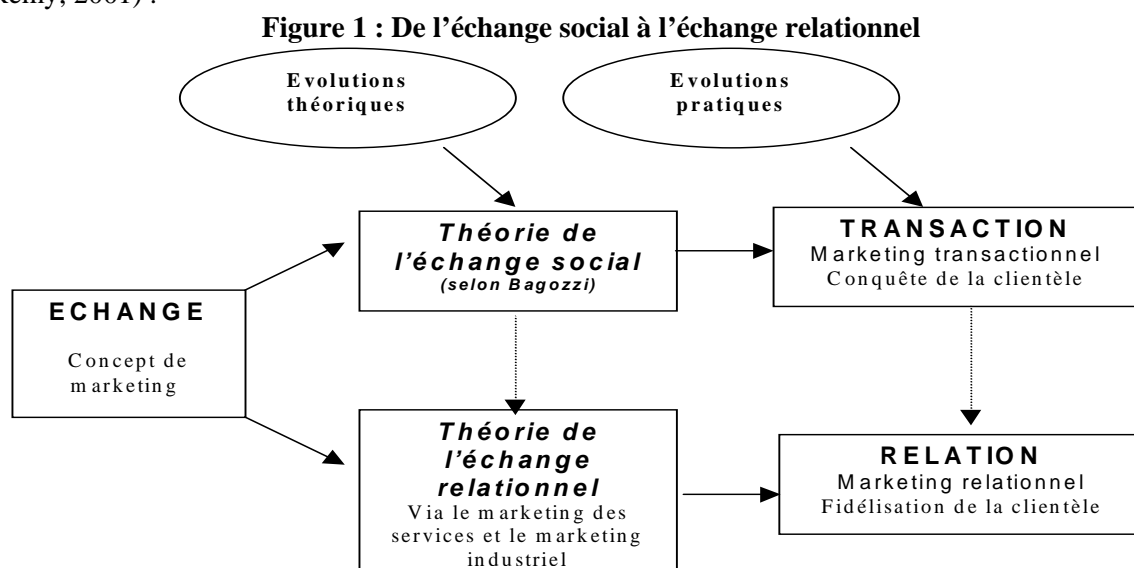 Figure 1 : De l’échange social à l’échange relationnel
Evolutions
théoriques
Evolutions
pratiques
Théorie de
l’échange social
(selon Bagozzi)
TRANSACTION
Marketing transactionnel
Conquête de la clientèle
ECHANGE
Concept de
marketing
Théorie de
l’échange
relationnel
Via le marketing des
services et le marketing
industriel
RELATION
Marketing relationnel
Fidélisation de la clientèle